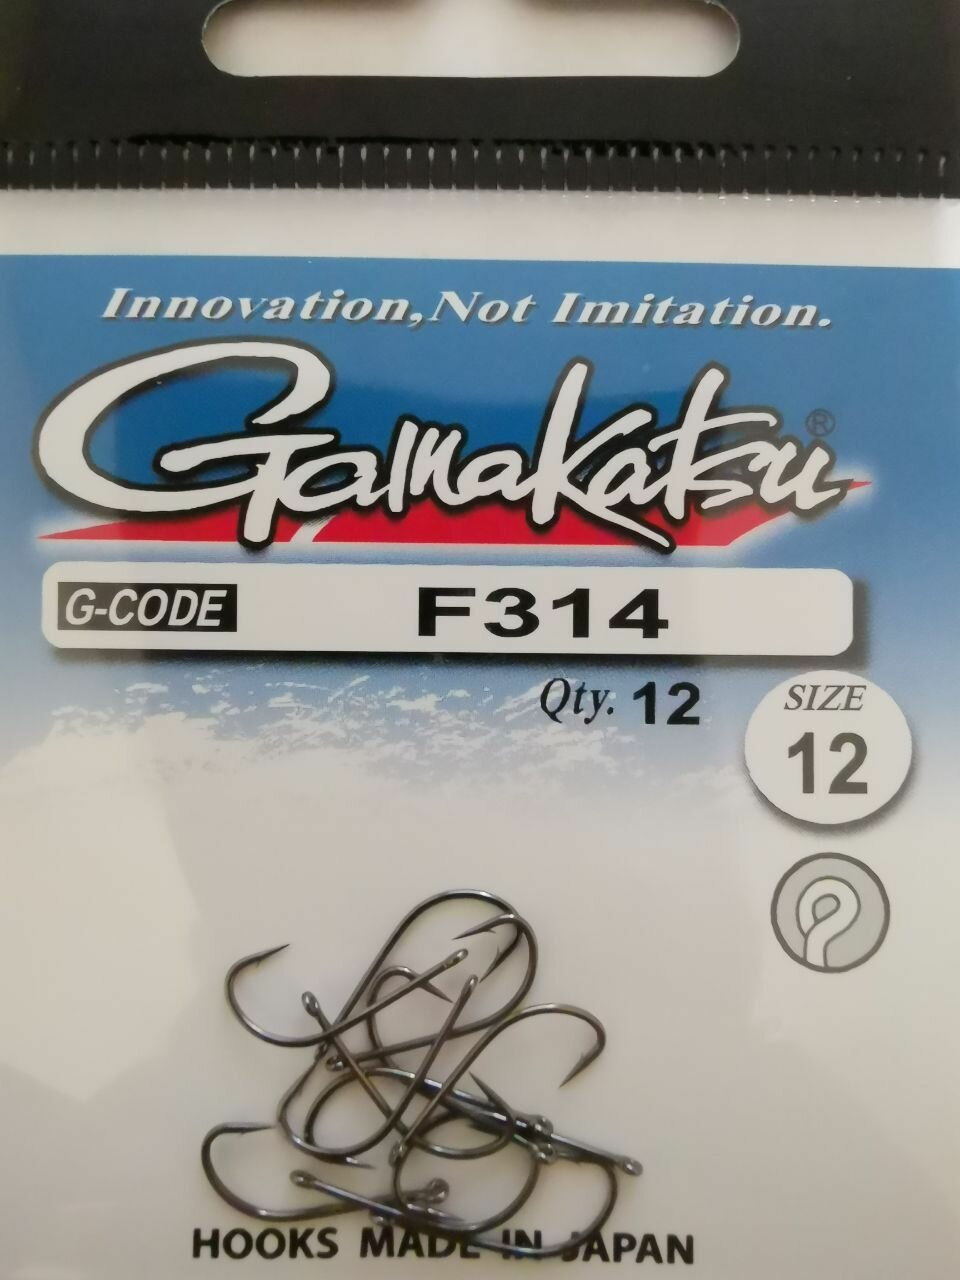 Innovation, Not Imitation.
Gamakatsu®
G-CODE F314
Qty. 12
SIZE
12
HOOKS MADE IN JAPAN